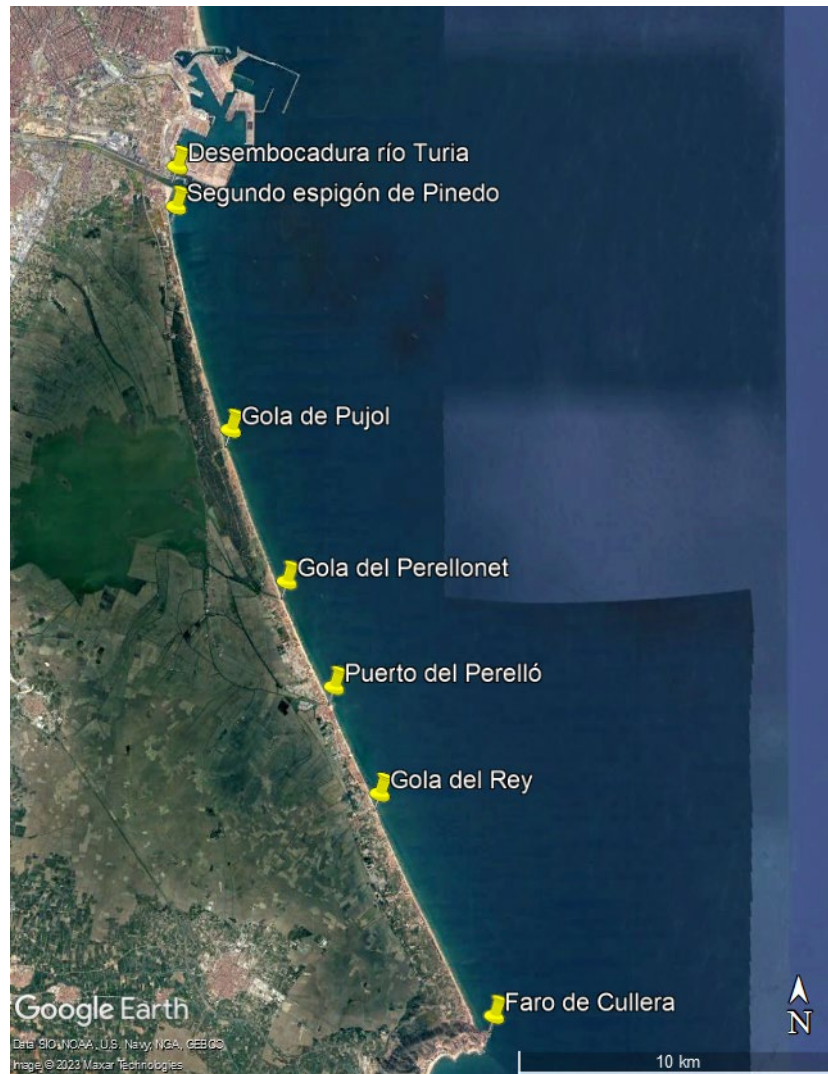 Desembocadura río Turia
Segundo espigón de Pinedo
Gola de Pujol
Gola del Perellonet
Puerto del Perelló
Gola del Rey
Faro de Cullera
Google Earth
N
Data SIO, NOAA, U.S. Navy, NGA, GEBCO
Image © 2023 Maxar Technologies
10 km